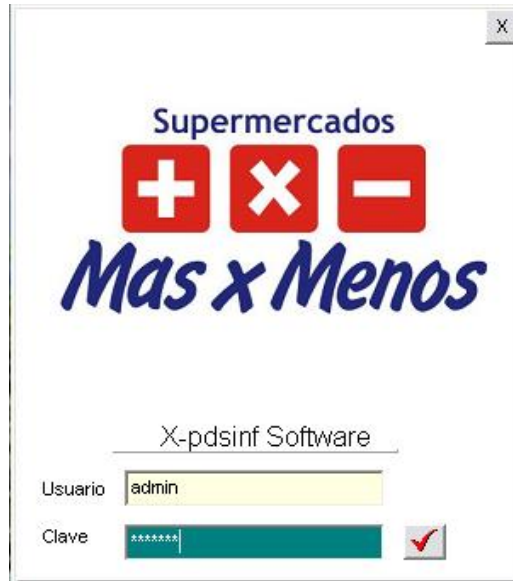 X
Supermercados
Mas x Menos
X-pdsinf Software
Usuario admin
Clave *******